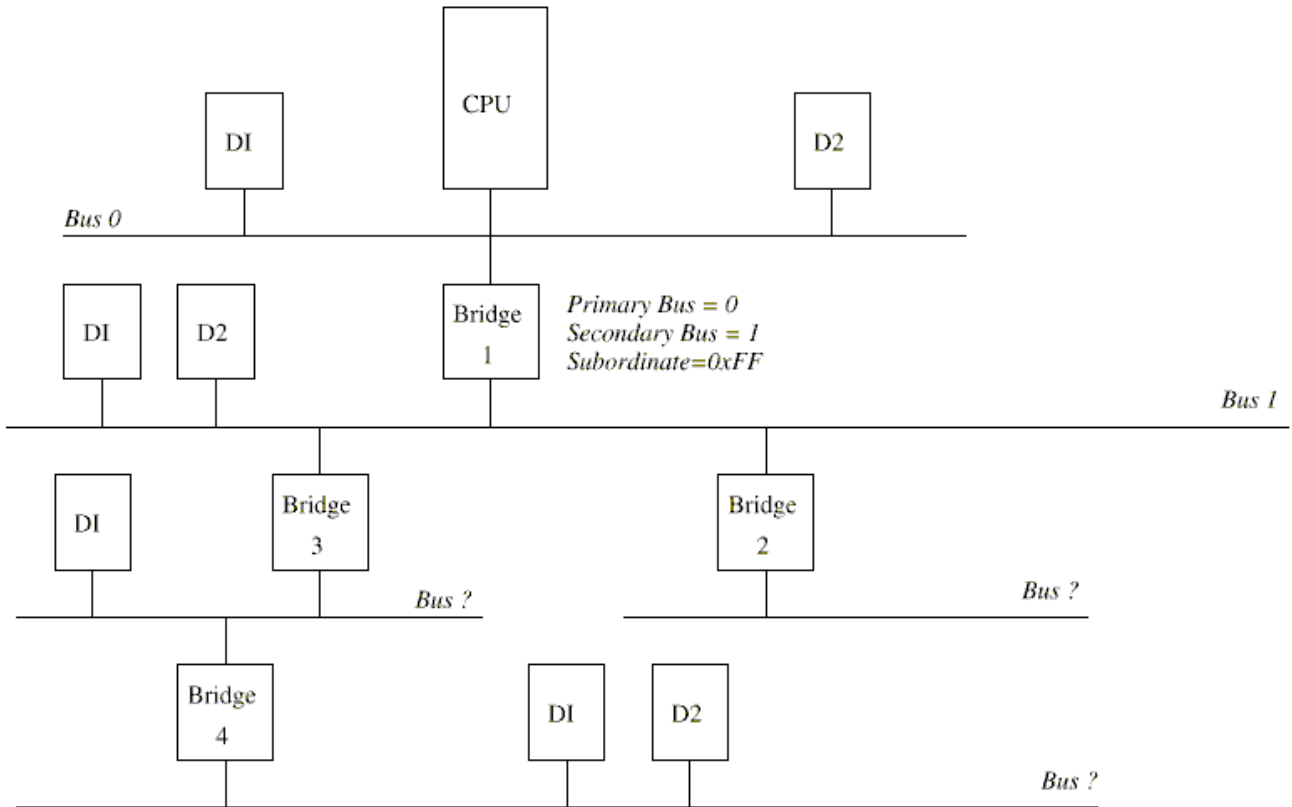 CPU
DI
D2
Bus 0
Bridge
1
Primary Bus = 0
Secondary Bus = 1
Subordinate=0xFF
DI
D2
Bus 1
DI
Bridge
3
Bridge
2
Bus ?
Bus ?
Bridge
4
DI
D2
Bus ?